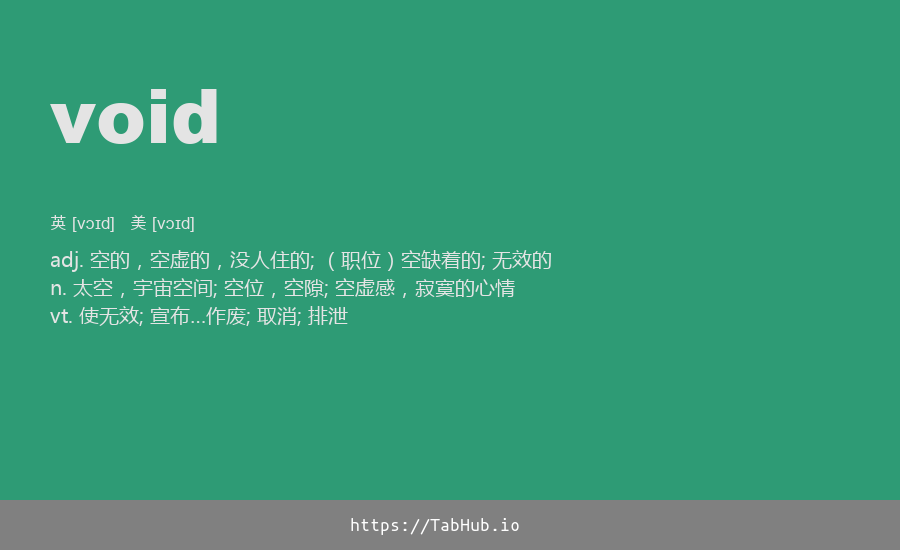 void
英 [vɔɪd] 美 [vɔɪd]
adj. 空的，空虚的，没人住的; （职位）空缺着的; 无效的
n. 太空，宇宙空间; 空位，空隙; 空虚感，寂寞的心情
vt. 使无效; 宣布…作废; 取消; 排泄
https://TabHub.io